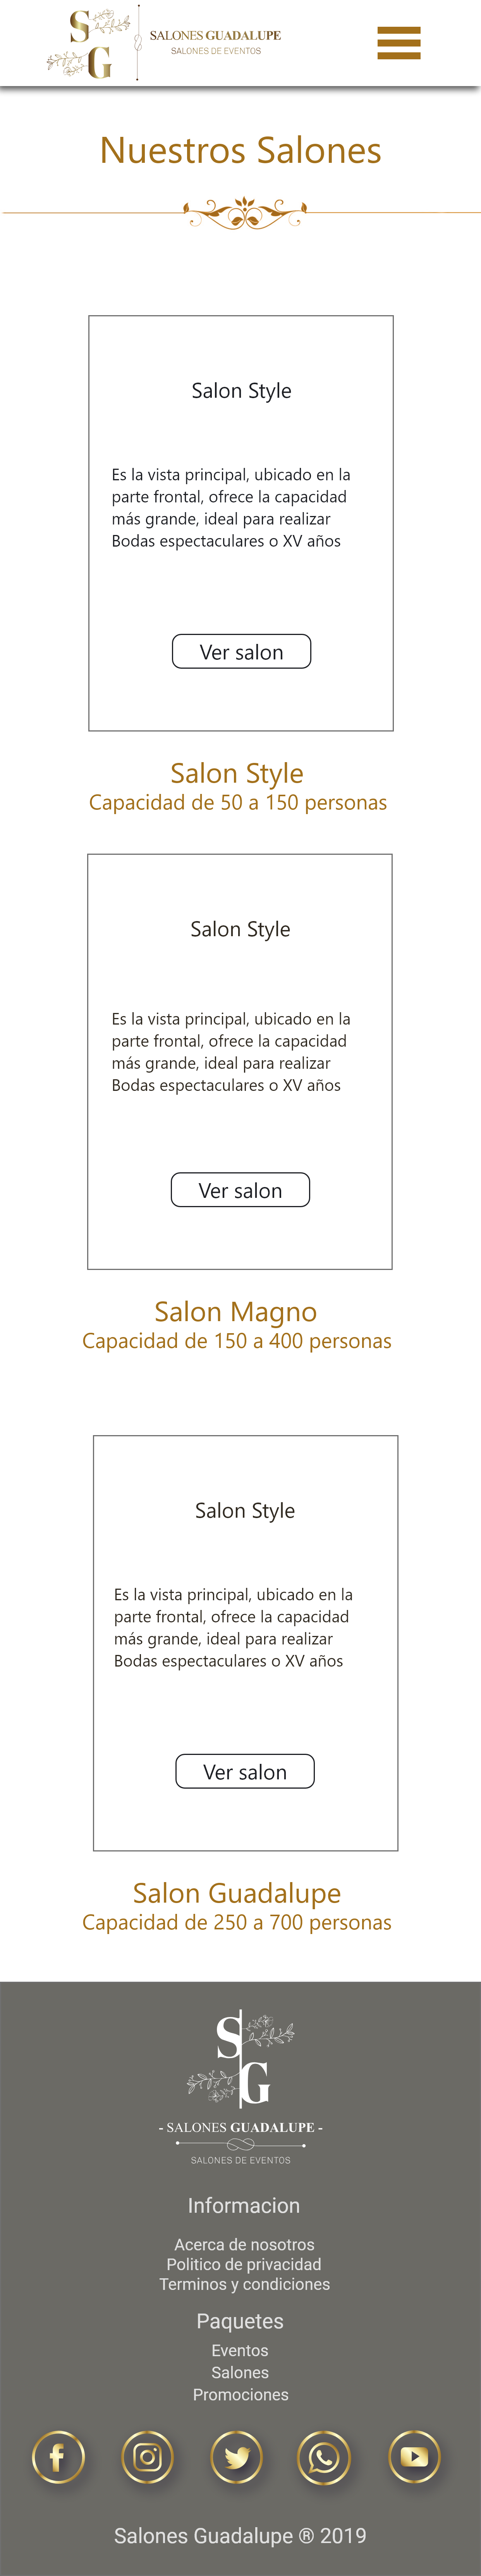 S
G
SALONES GUADALUPE
SALONES DE EVENTOS
Nuestros Salones
Salon Style
Es la vista principal, ubicado en la
parte frontal, ofrece la capacidad
más grande, ideal para realizar
Bodas espectaculares o XV años
Ver salon
Salon Style
Capacidad de 50 a 150 personas
Salon Style
Es la vista principal, ubicado en la
parte frontal, ofrece la capacidad
más grande, ideal para realizar
Bodas espectaculares o XV años
Ver salon
Salon Magno
Capacidad de 150 a 400 personas
Salon Style
Es la vista principal, ubicado en la
parte frontal, ofrece la capacidad
más grande, ideal para realizar
Bodas espectaculares o XV años
Ver salon
Salon Guadalupe
Capacidad de 250 a 700 personas
S
G
- SALONES GUADALUPE -
SALONES DE EVENTOS
Informacion
Acerca de nosotros
Politico de privacidad
Terminos y condiciones
Paquetes
Eventos
Salones
Promociones
Salones Guadalupe ® 2019